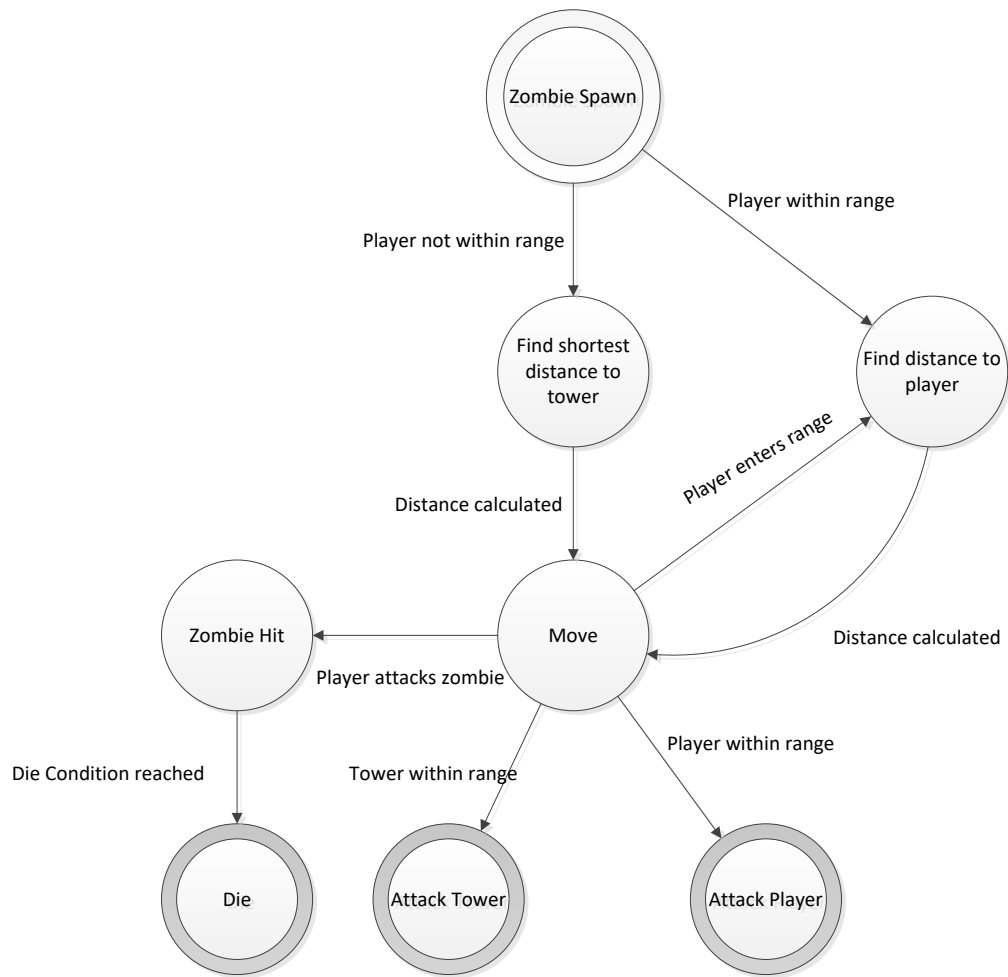 Zombie Spawn
Player within range
Player not within range
Find shortest
distance to
tower
Find distance to
player
Player enters range
Distance calculated
Zombie Hit
Move
Distance calculated
Player attacks zombie
Player within range
Die Condition reached
Tower within range
Die
Attack Tower
Attack Player